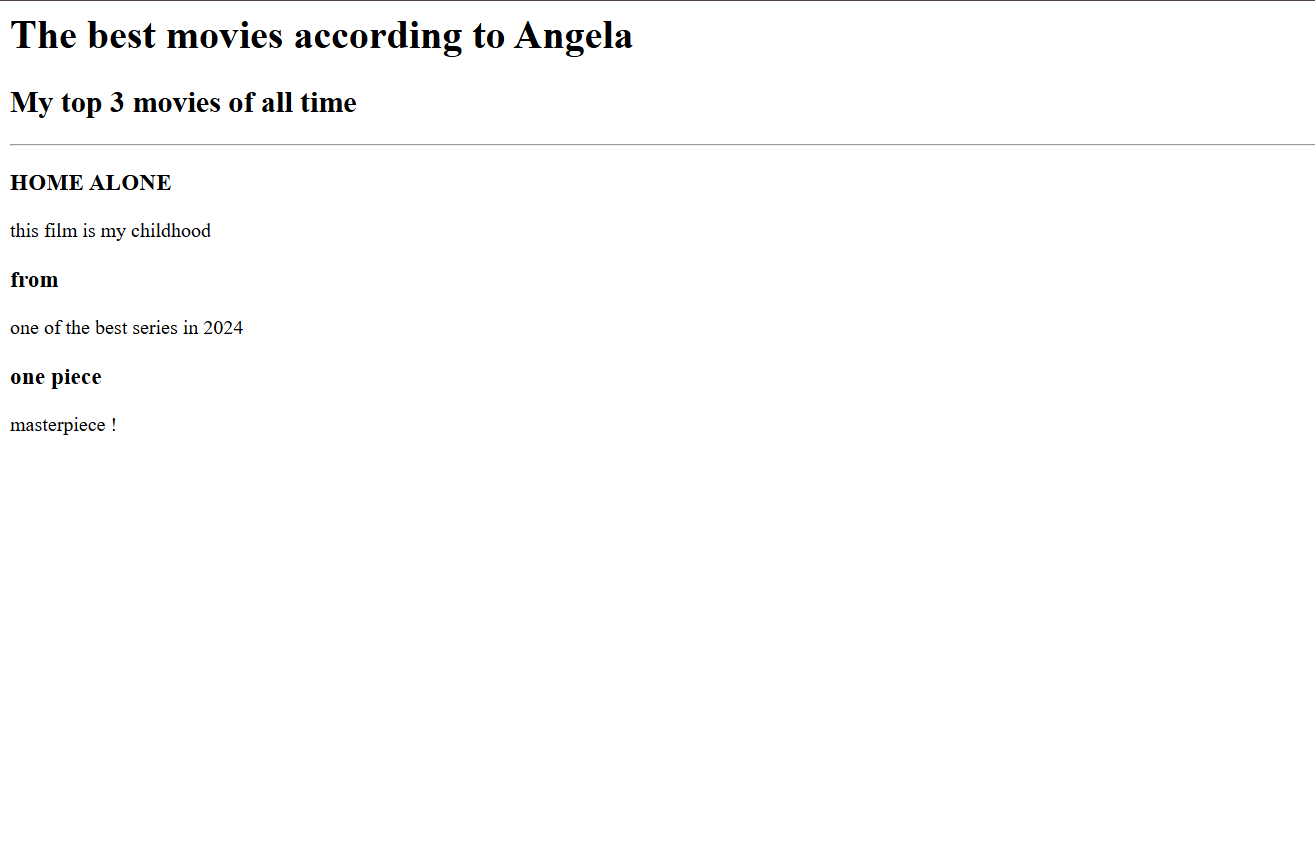 The best movies according to Angela
My top 3 movies of all time
HOME ALONE
this film is my childhood
from
one of the best series in 2024
one piece
masterpiece !